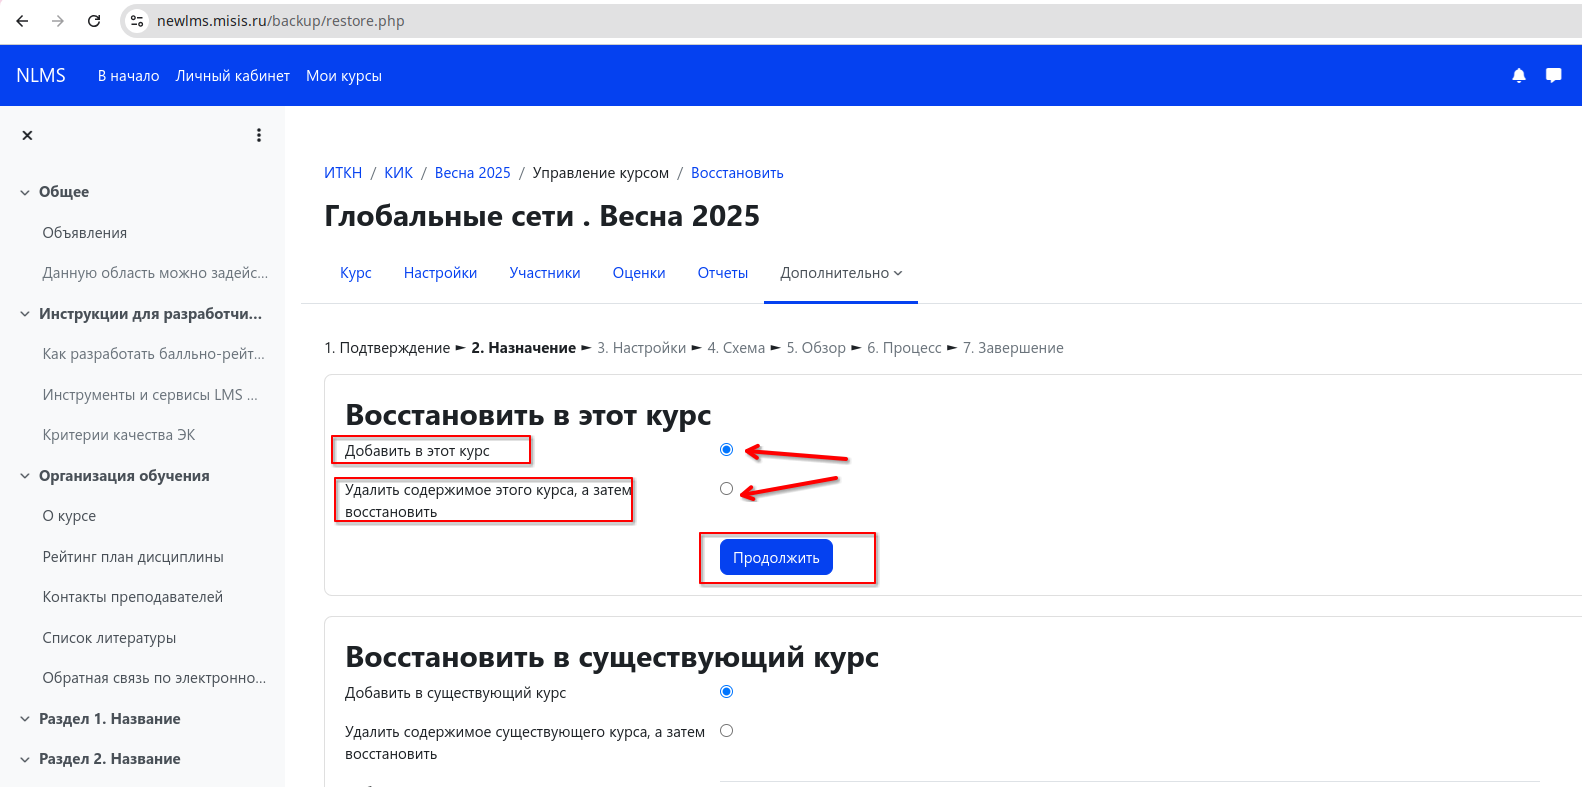 newlms.misis.ru/backup/restore.php
NLMS В начало Личный кабинет Мои курсы
Общее
Объявления
Данную область можно задейс...
Инструкции для разработчи...
Как разработать балльно-рейт...
Инструменты и сервисы LMS ...
Критерии качества ЭК
Организация обучения
О курсе
Рейтинг план дисциплины
Контакты преподавателей
Список литературы
Обратная связь по электронно...
Раздел 1. Название
Раздел 2. Название
ИТКН / КИК / Весна 2025 / Управление курсом / Восстановить
Глобальные сети . Весна 2025
Курс Настройки Участники Оценки Отчеты Дополнительно
1. Подтверждение ► 2. Назначение ► 3. Настройки ► 4. Схема ► 5. Обзор ► 6. Процесс ► 7. Завершение
Восстановить в этот курс
Добавить в этот курс
Удалить содержимое этого курса, а затем
восстановить
Продолжить
Восстановить в существующий курс
Добавить в существующий курс
Удалить содержимое существующего курса, а затем
восстановить